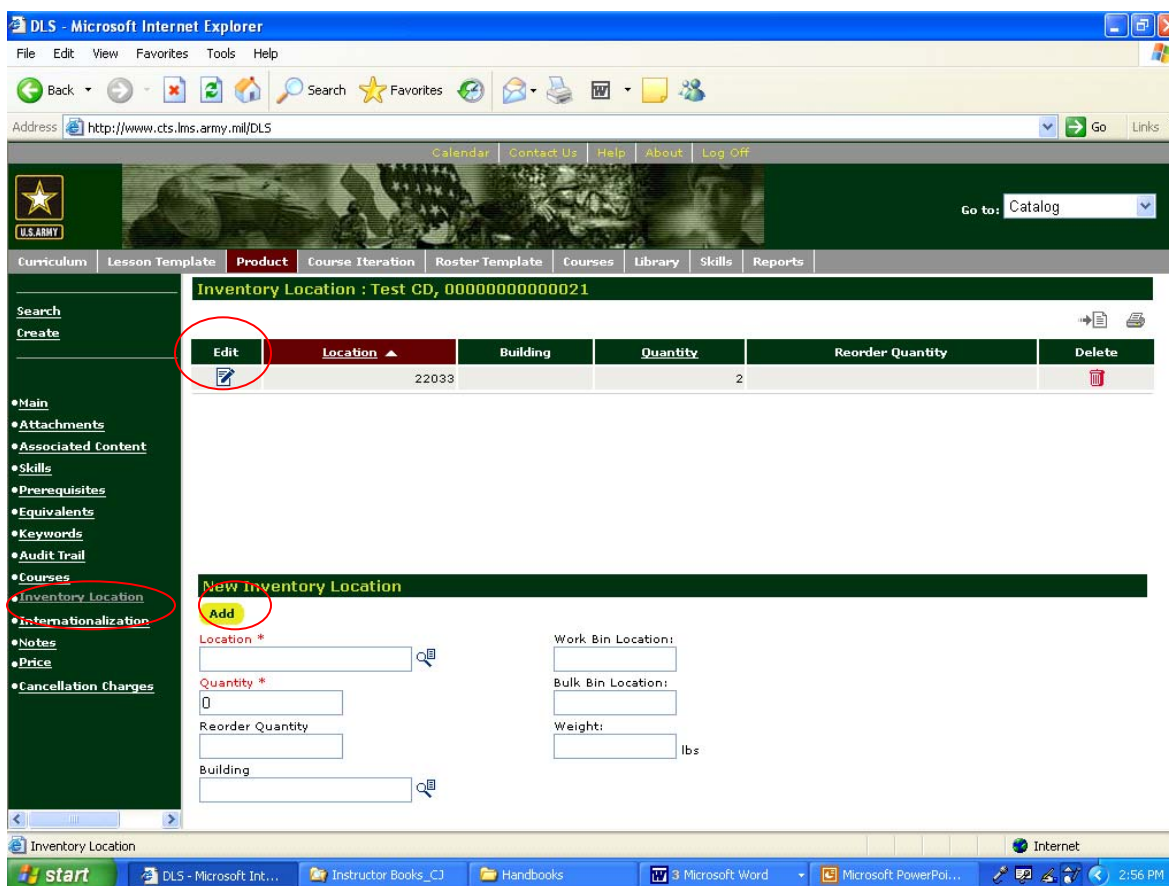 DLS - Microsoft Internet Explorer
File Edit View Favorites Tools Help
Back Search Favorites
Address http://www.cts.lms.army.mil/DLS Go Links
Calendar Contact Us Help About Log Off
U.S.ARMY
Go to: Catalog
Curriculum Lesson Template Product Course Iteration Roster Template Courses Library Skills Reports
Search
Create
Main
Attachments
Associated Content
Skills
Prerequisites
Equivalents
Keywords
Audit Trail
Courses
Inventory Location
Internationalization
Notes
Price
Cancellation Charges
Inventory Location : Test CD, 00000000000021
Edit Location Building Quantity Reorder Quantity Delete
22033 2
New Inventory Location
Add
Location * Work Bin Location:
Quantity * Bulk Bin Location:
0
Reorder Quantity Weight:
lbs
Building
Inventory Location Internet
start DLS - Microsoft Int... Instructor Books_CJ Handbooks 3 Microsoft Word Microsoft PowerPoi... 2:56 PM